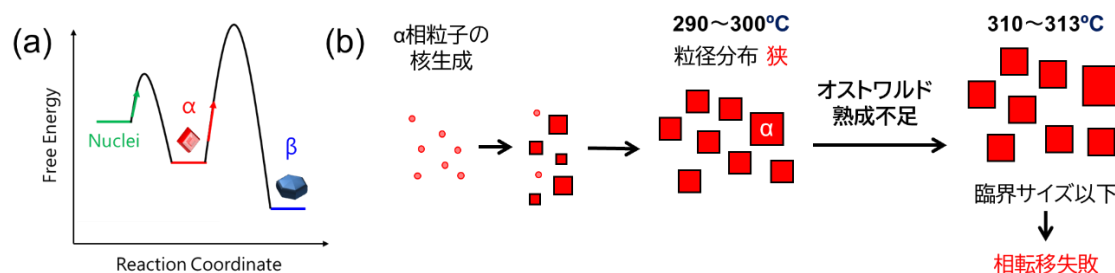 (a)
Free Energy
Nuclei
α
β
Reaction Coordinate
(b)
α相粒子の
核生成
290～300ºC
粒径分布 狭
α
オストワルド
熟成不足
310～313ºC
臨界サイズ以下
相転移失敗